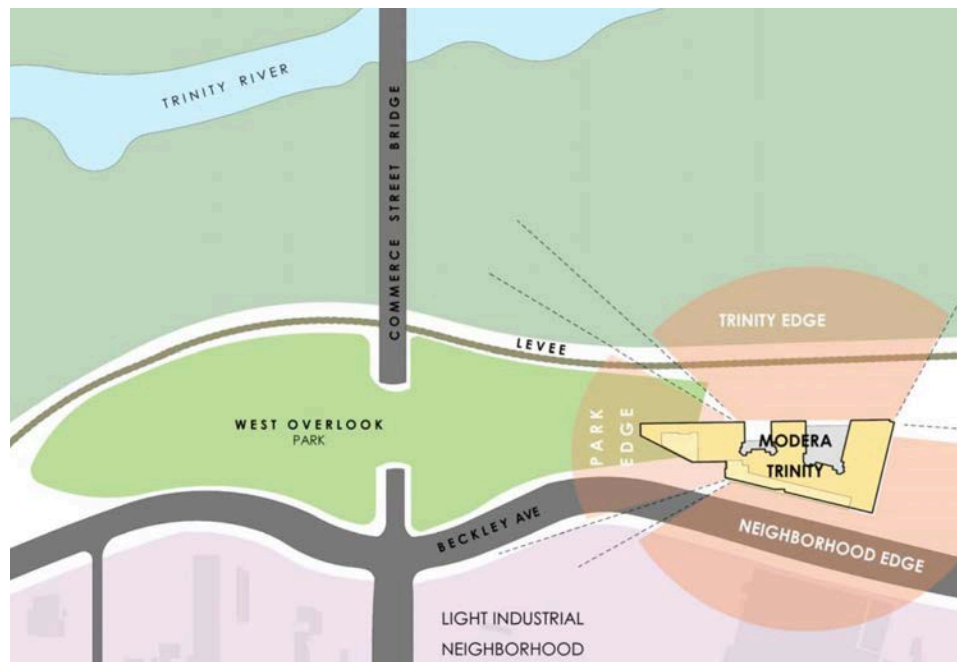 TRINITY RIVER
COMMERCE STREET BRIDGE
TRINITY EDGE
LEVEE
WEST OVERLOOK
PARK
PARK
EDGE
MODERA
TRINITY
BECKLEY AVE
NEIGHBORHOOD EDGE
LIGHT INDUSTRIAL
NEIGHBORHOOD